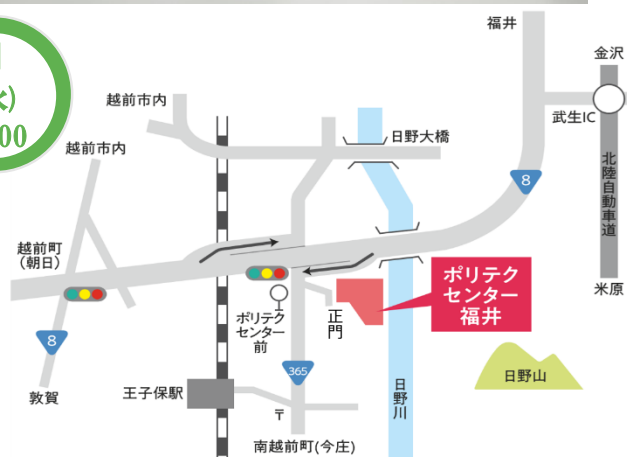 水)
00
福井
金沢
越前市内
武生IC
日野大橋
越前市内
8
北陸自動車道
越前町
(朝日)
ポリテク
センター
福井
米原
ポリテク
センター
前
正門
8
365
日野山
敦賀
王子保駅
日野川
〒
南越前町(今庄)